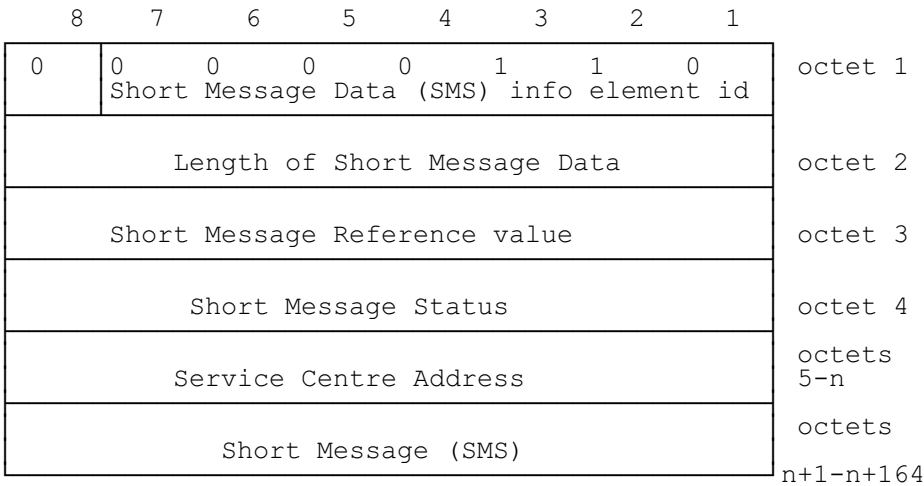 8 7 6 5 4 3 2 1
0 0 0 0 0 1 1 0 octet 1
Short Message Data (SMS) info element id
Length of Short Message Data octet 2
Short Message Reference value octet 3
Short Message Status octet 4
octets
Service Centre Address 5-n
octets
Short Message (SMS)
n+1-n+164